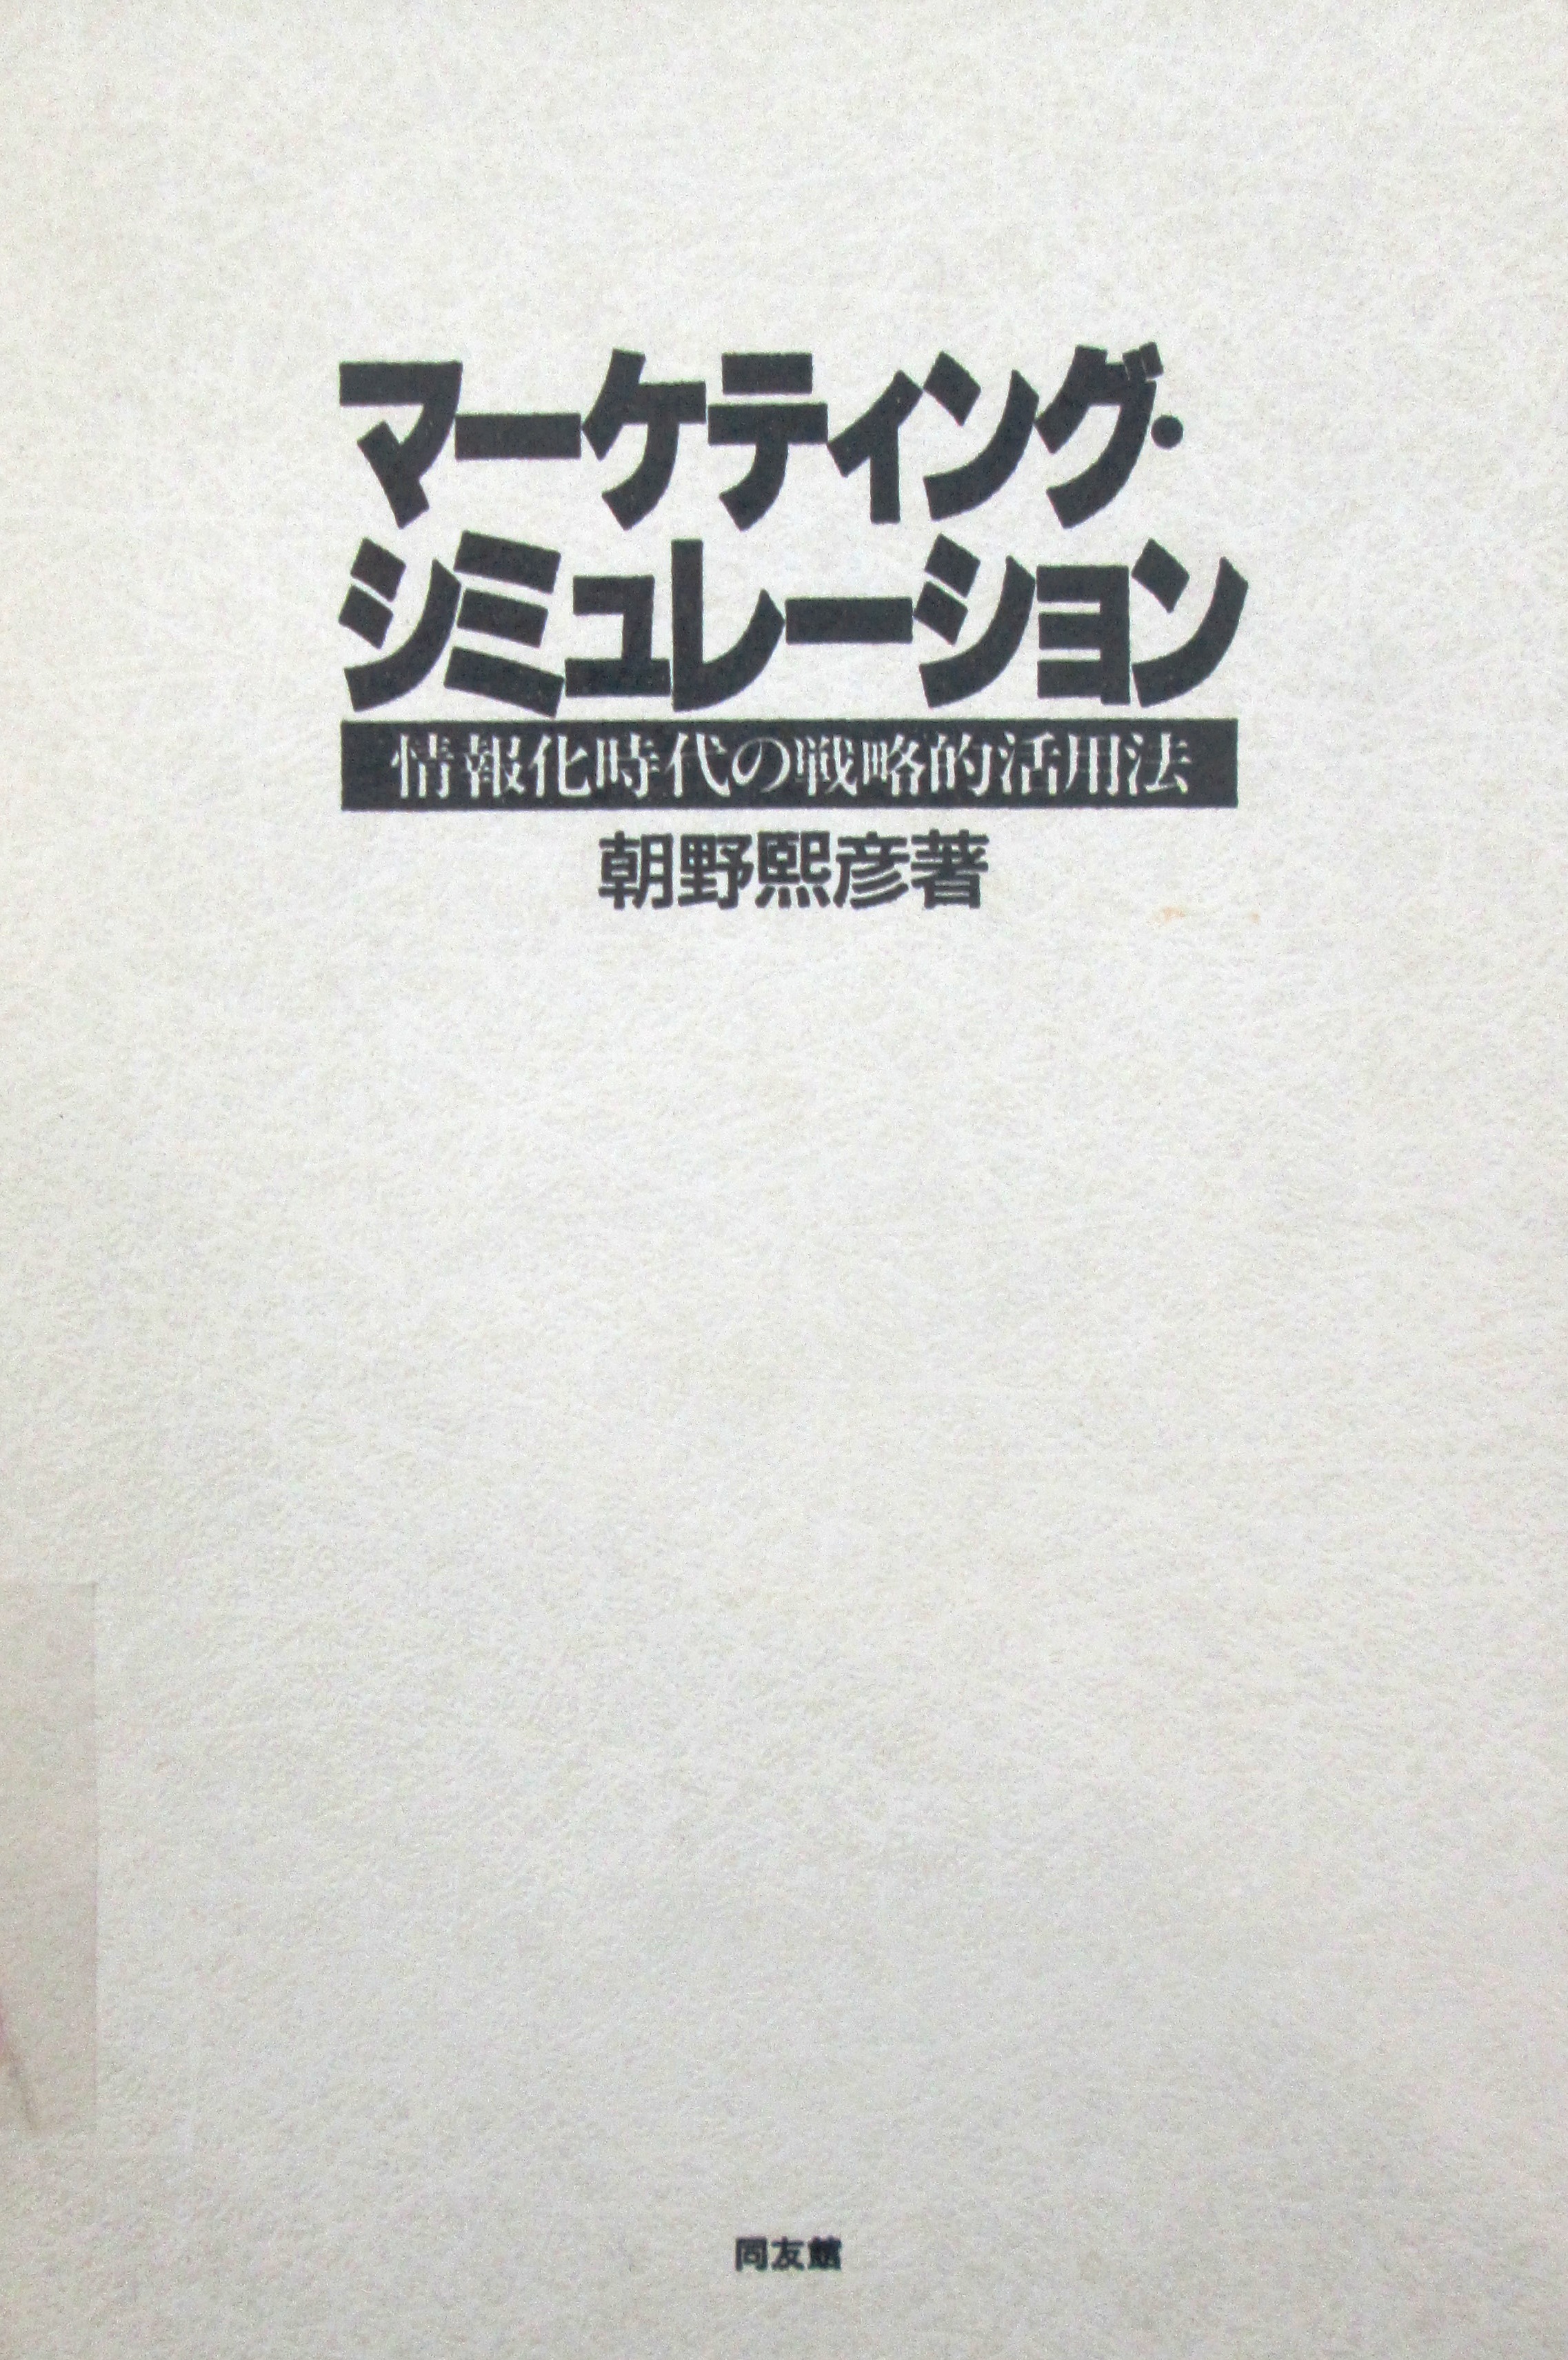 マーケティング・
シミュレーション
情報化時代の戦略的活用法
朝野熙彦著
同友館